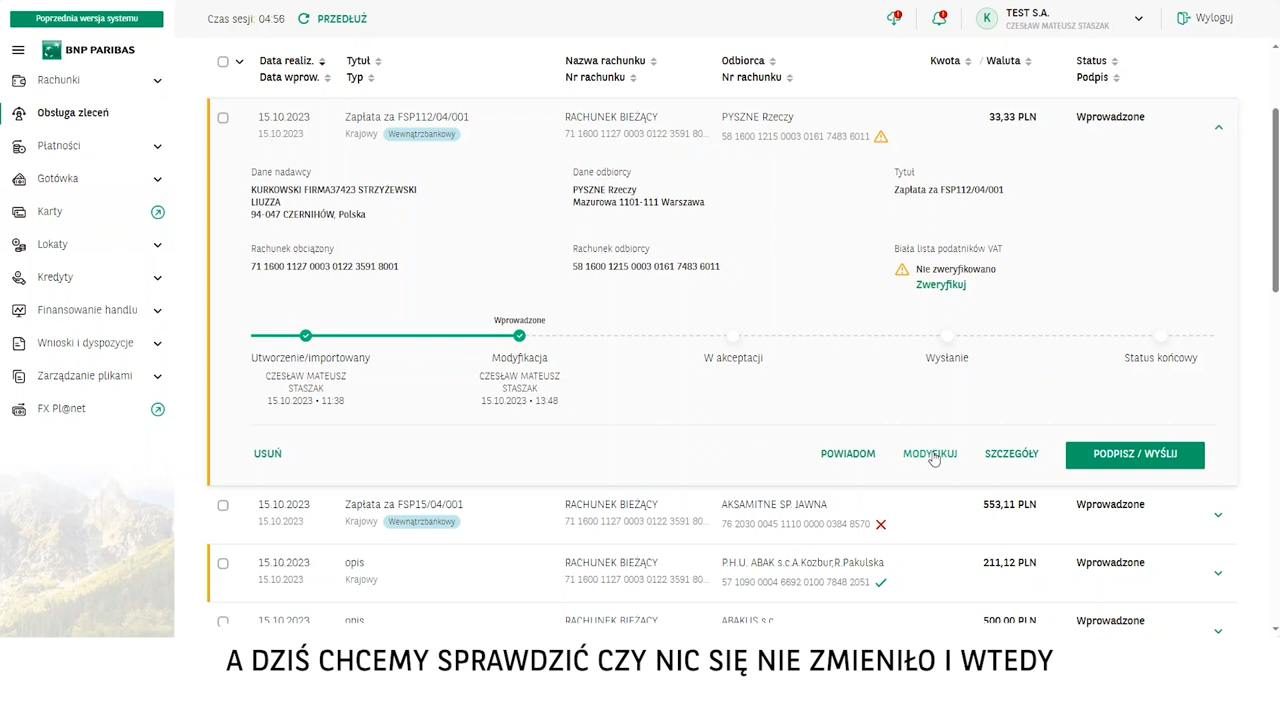 Poprzednia wersja systemu
Czas sesji: 04:56 PRZEDŁUŻ
K TEST S.A.
CZESŁAW MATEUSZ STASZAK
Wyloguj
BNP PARIBAS
Rachunki
Obsługa zleceń
Płatności
Gotówka
Karty
Lokaty
Kredyty
Finansowanie handlu
Wnioski i dyspozycje
Zarządzanie plikami
FX Pl@net
Data realiz. Tytuł Nazwa rachunku Odbiorca Kwota / Waluta Status
Data wprow. Typ Nr rachunku Nr rachunku Podpis
15.10.2023 Zapłata za FSP112/04/001 RACHUNEK BIEŻĄCY PYSZNE Rzeczy 33,33 PLN Wprowadzone
15.10.2023 Krajowy Wewnątrzbankowy 71 1600 1127 0003 0122 3591 80... 58 1600 1215 0003 0161 7483 6011
Dane nadawcy Dane odbiorcy Tytuł
KURKOWSKI FIRMA37423 STRZYŻEWSKI PYSZNE Rzeczy Zapłata za FSP112/04/001
LIUZZA Mazurowa 1101-111 Warszawa
94-047 CZERNIHÓW, Polska
Rachunek obciążony Rachunek odbiorcy Biała lista podatników VAT
71 1600 1127 0003 0122 3591 8001 58 1600 1215 0003 0161 7483 6011 Nie zweryfikowano
Zweryfikuj
Wprowadzone
Utworzenie/importowany Modyfikacja W akceptacji Wysłanie Status końcowy
CZESŁAW MATEUSZ CZESŁAW MATEUSZ
STASZAK STASZAK
15.10.2023 • 11:38 15.10.2023 • 13:48
USUŃ POWIADOM MODYFIKUJ SZCZEGÓŁY PODPISZ / WYŚLIJ
15.10.2023 Zapłata za FSP15/04/001 RACHUNEK BIEŻĄCY AKSAMITNE SP. JAWNA 553,11 PLN Wprowadzone
15.10.2023 Krajowy Wewnątrzbankowy 71 1600 1127 0003 0122 3591 80... 76 2030 0045 1110 0000 0384 8570
15.10.2023 opis RACHUNEK BIEŻĄCY P.H.U. ABAK s.c.A.Kozbur,R.Pakulska 211,12 PLN Wprowadzone
15.10.2023 Krajowy 71 1600 1127 0003 0122 3591 80... 57 1090 0004 6692 0100 7848 2051
15.10.2023 opis RACHUNEK BIEŻĄCY ABAKUS s.c. 500,00 PLN Wprowadzone
A DZIŚ CHCEMY SPRAWDZIĆ CZY NIC SIĘ NIE ZMIENIŁO I WTEDY